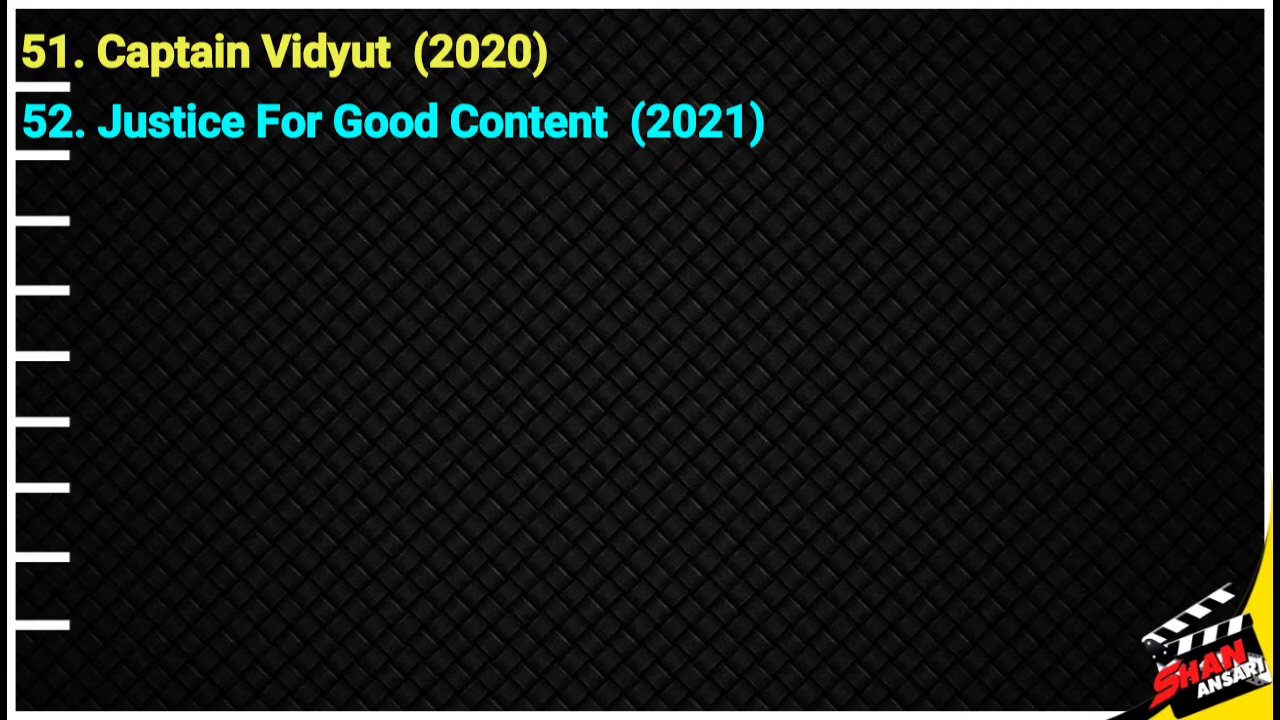 51. Captain Vidyut (2020)
52. Justice For Good Content (2021)
SHAN
ANSARI